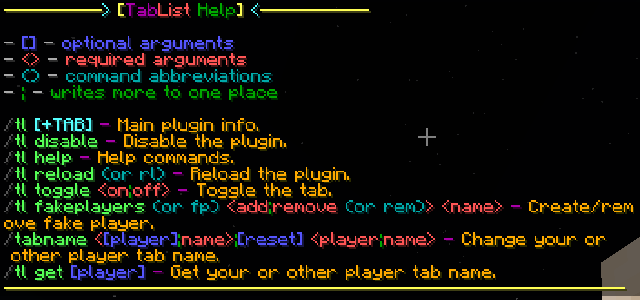 > [TabList Help] <
- [] - optional arguments
- <> - required arguments
- () - command abbreviations
- ¦ - writes more to one place
/tl [+TAB] - Main plugin info.
/tl disable - Disable the plugin.
/tl help - Help commands.
/tl reload (or rl) - Reload the plugin.
/tl toggle <on¦off> - Toggle the tab.
/tl fakeplayers (or fp) <add¦remove (or rem)> <name> - Create/rem
ove fake player.
/tabname <[player]¦name>¦[reset] <player¦name> - Change your or
other player tab name.
/tl get [player] - Get your or other player tab name.